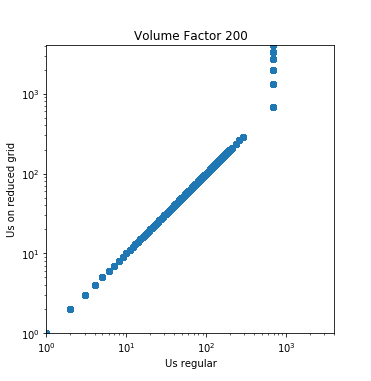 Volume Factor 200
Us on reduced grid
10³
10²
10¹
10⁰
10⁰ 10¹ 10² 10³
Us regular